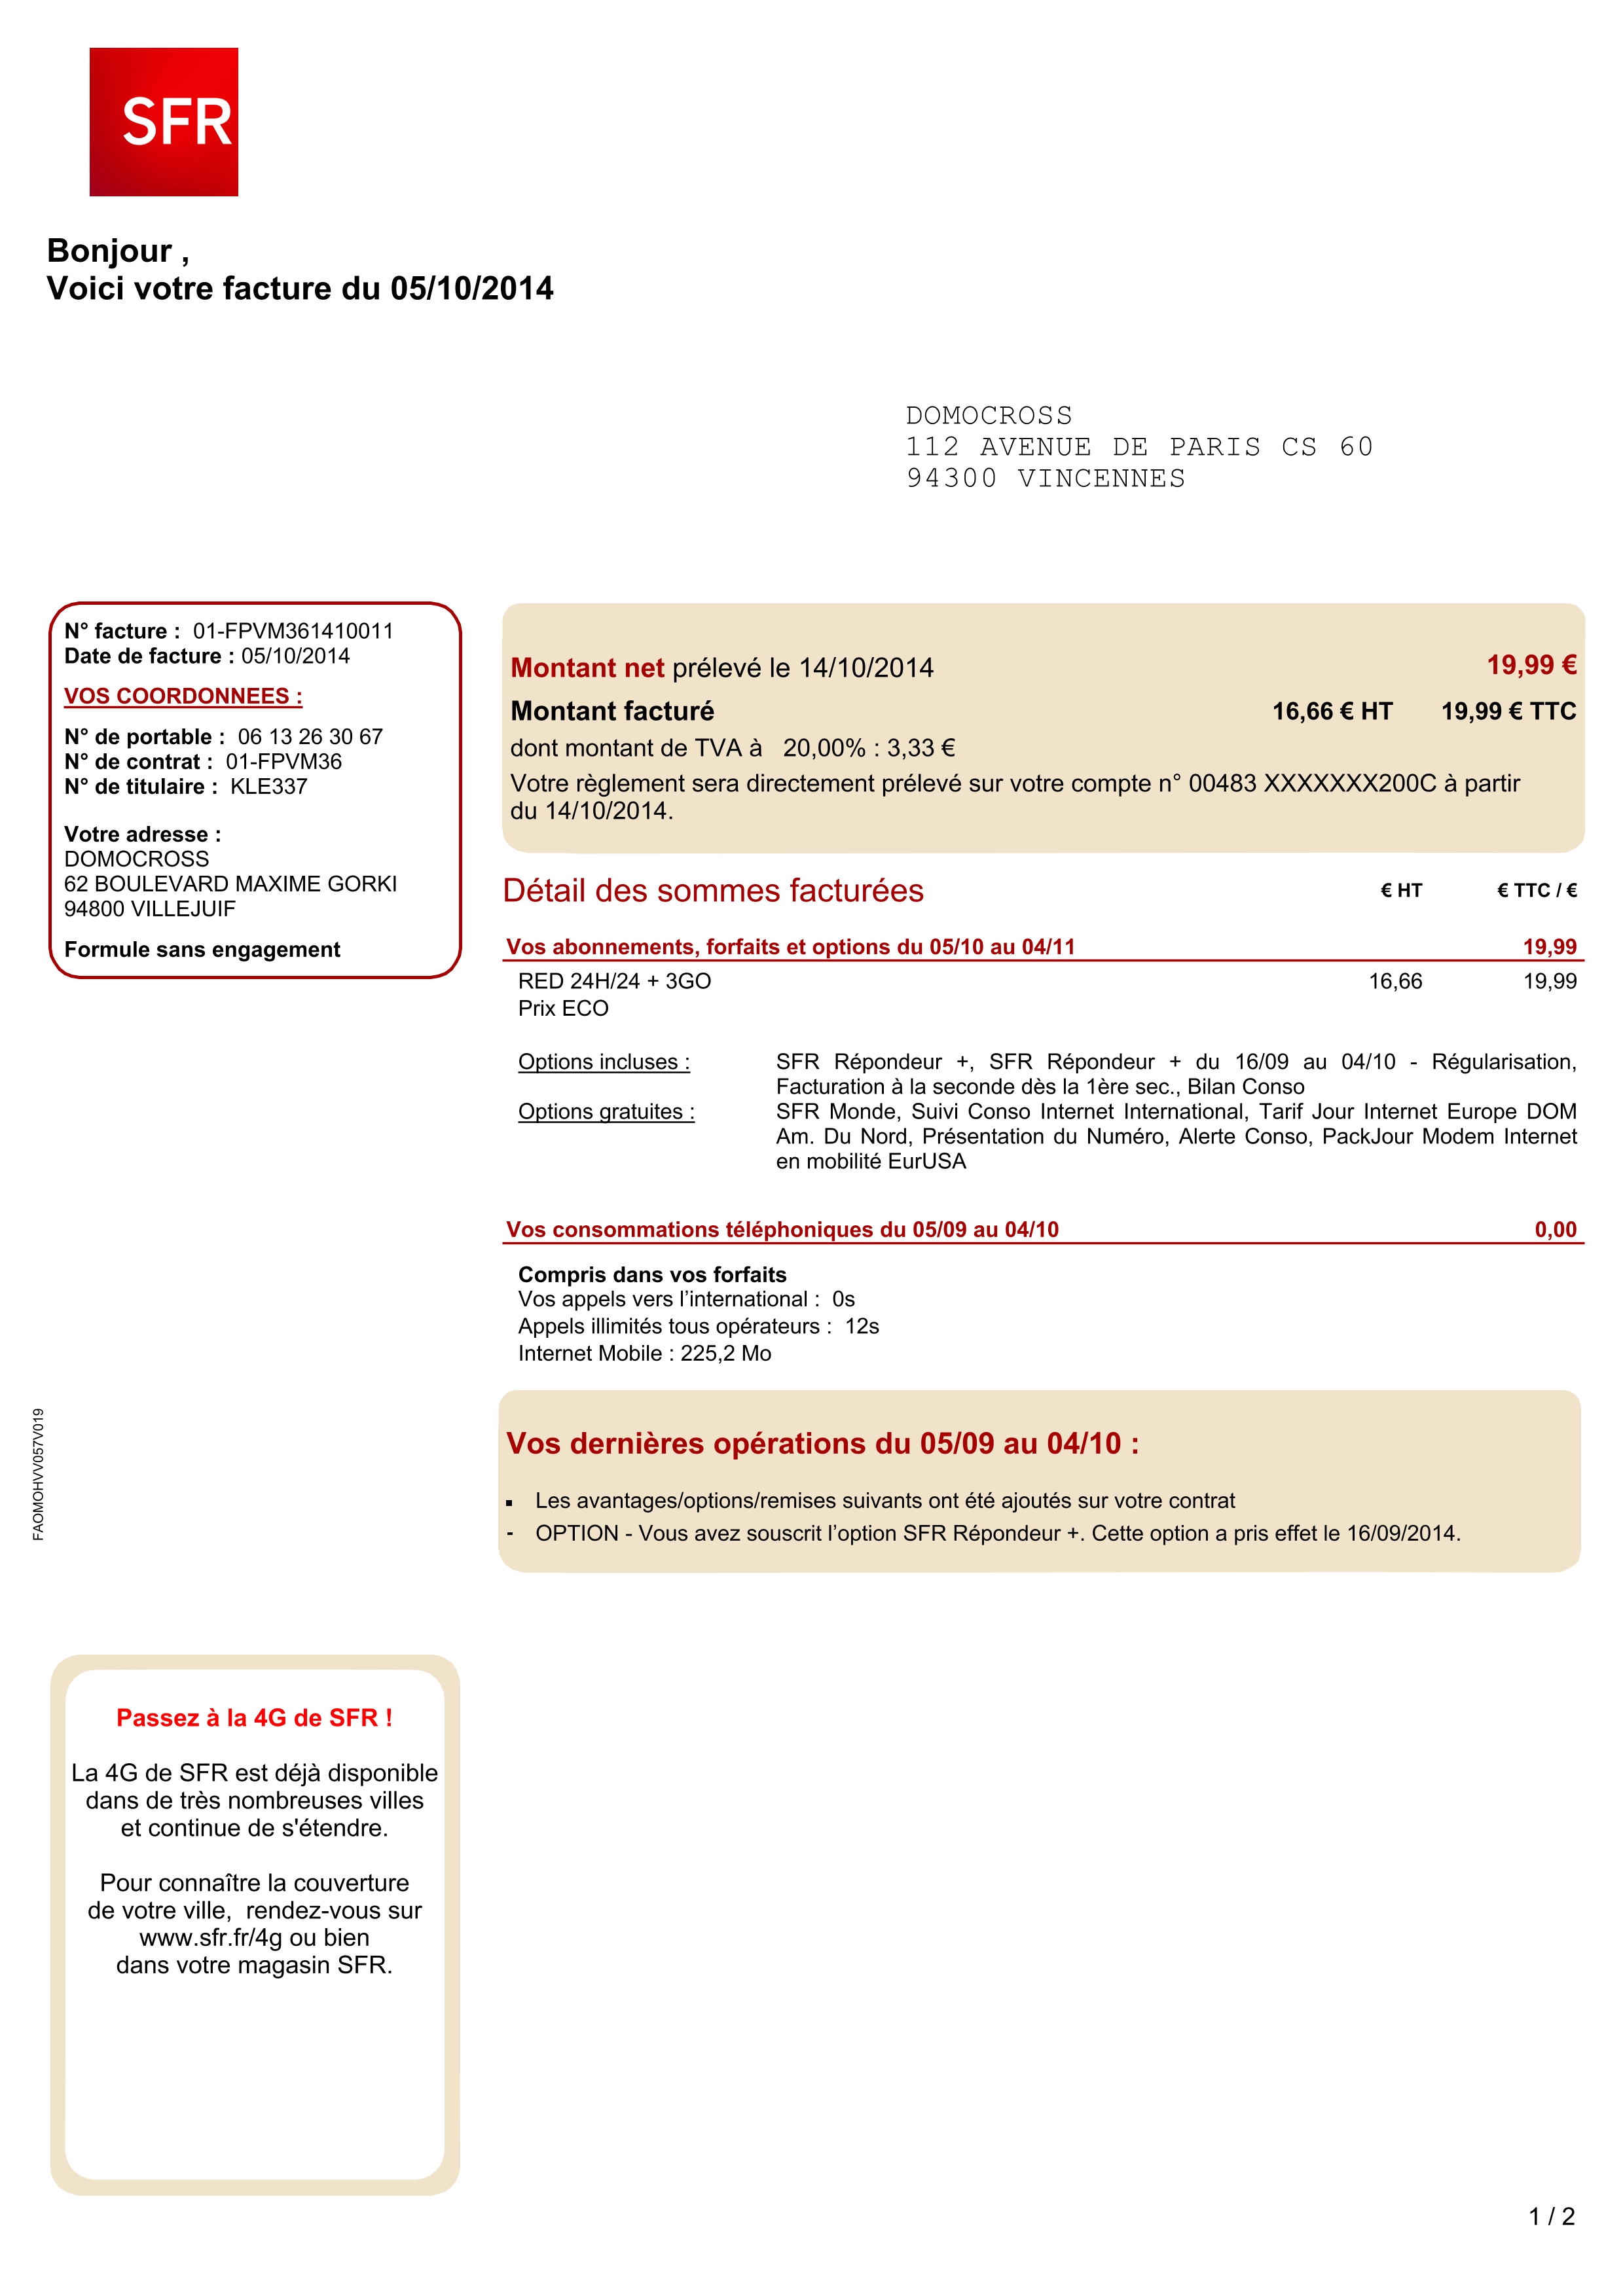 SFR
Bonjour ,
Voici votre facture du 05/10/2014
DOMOCROSS
112 AVENUE DE PARIS CS 60
94300 VINCENNES
N° facture : 01-FPVM361410011
Date de facture : 05/10/2014
VOS COORDONNEES :
N° de portable : 06 13 26 30 67
N° de contrat : 01-FPVM36
N° de titulaire : KLE337
Votre adresse :
DOMOCROSS
62 BOULEVARD MAXIME GORKI
94800 VILLEJUIF
Formule sans engagement
Montant net prélevé le 14/10/2014 19,99 €
Montant facturé 16,66 € HT 19,99 € TTC
dont montant de TVA à 20,00% : 3,33 €
Votre règlement sera directement prélevé sur votre compte n° 00483 XXXXXXX200C à partir
du 14/10/2014.
Détail des sommes facturées € HT € TTC / €
Vos abonnements, forfaits et options du 05/10 au 04/11 19,99
RED 24H/24 + 3GO 16,66 19,99
Prix ECO
Options incluses : SFR Répondeur +, SFR Répondeur + du 16/09 au 04/10 - Régularisation,
Facturation à la seconde dès la 1ère sec., Bilan Conso
Options gratuites : SFR Monde, Suivi Conso Internet International, Tarif Jour Internet Europe DOM
Am. Du Nord, Présentation du Numéro, Alerte Conso, PackJour Modem Internet
en mobilité EurUSA
Vos consommations téléphoniques du 05/09 au 04/10 0,00
Compris dans vos forfaits
Vos appels vers l’international : 0s
Appels illimités tous opérateurs : 12s
Internet Mobile : 225,2 Mo
FAOMOHVV057V019
Vos dernières opérations du 05/09 au 04/10 :
▪ Les avantages/options/remises suivants ont été ajoutés sur votre contrat
- OPTION - Vous avez souscrit l’option SFR Répondeur +. Cette option a pris effet le 16/09/2014.
Passez à la 4G de SFR !
La 4G de SFR est déjà disponible
dans de très nombreuses villes
et continue de s'étendre.
Pour connaître la couverture
de votre ville, rendez-vous sur
www.sfr.fr/4g ou bien
dans votre magasin SFR.
1 / 2